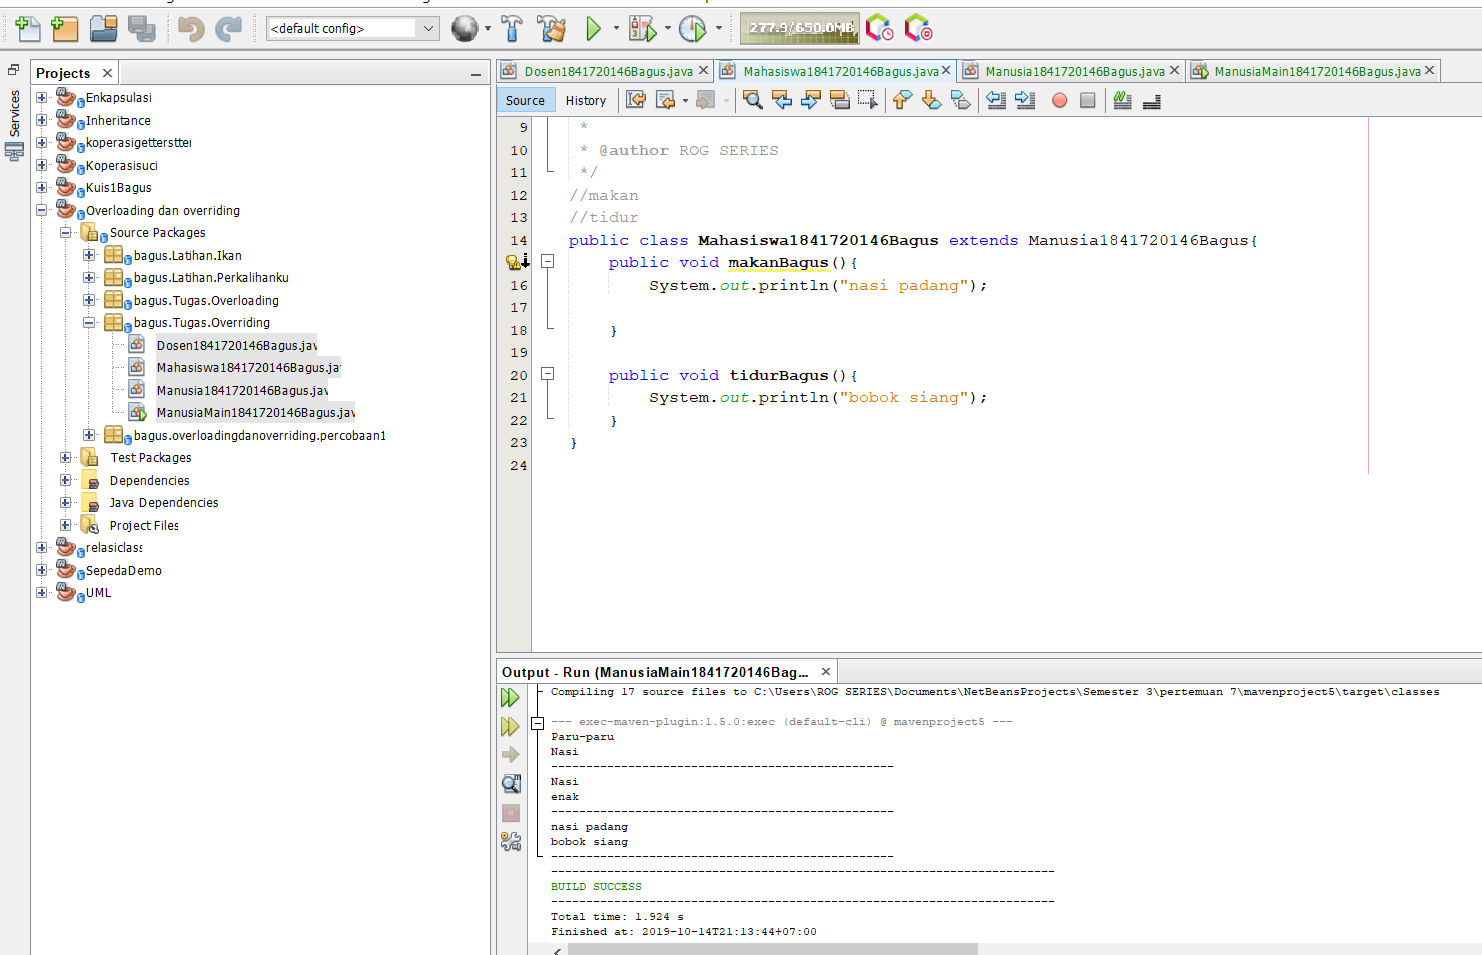 <default config>
277.9/650.0MB
Services
Projects
Enkapsulasi
Inheritance
koperasigettersttei
Koperasisuci
Kuis1Bagus
Overloading dan overriding
Source Packages
bagus.Latihan.Ikan
bagus.Latihan.Perkalihanku
bagus.Tugas.Overloading
bagus.Tugas.Overriding
Dosen1841720146Bagus.jav
Mahasiswa1841720146Bagus.ja
Manusia1841720146Bagus.jav
ManusiaMain1841720146Bagus.jav
bagus.overloadingdanoverriding.percobaan1
Test Packages
Dependencies
Java Dependencies
Project Files
relasiclass
SepedaDemo
UML
Dosen1841720146Bagus.java Mahasiswa1841720146Bagus.java Manusia1841720146Bagus.java ManusiaMain1841720146Bagus.java
Source History
9 *
10 * @author ROG SERIES
11 */
12 //makan
13 //tidur
14 public class Mahasiswa1841720146Bagus extends Manusia1841720146Bagus{
public void makanBagus(){
16 System.out.println("nasi padang");
17
18 }
19
20 public void tidurBagus(){
21 System.out.println("bobok siang");
22 }
23 }
24
Output - Run (ManusiaMain1841720146Bag...
Compiling 17 source files to C:\Users\ROG SERIES\Documents\NetBeansProjects\Semester 3\pertemuan 7\mavenproject5\target\classes
--- exec-maven-plugin:1.5.0:exec (default-cli) @ mavenproject5 ---
Paru-paru
Nasi
-------------------------------------------------
Nasi
enak
-------------------------------------------------
nasi padang
bobok siang
-------------------------------------------------
------------------------------------------------------------------------
BUILD SUCCESS
------------------------------------------------------------------------
Total time: 1.924 s
Finished at: 2019-10-14T21:13:44+07:00